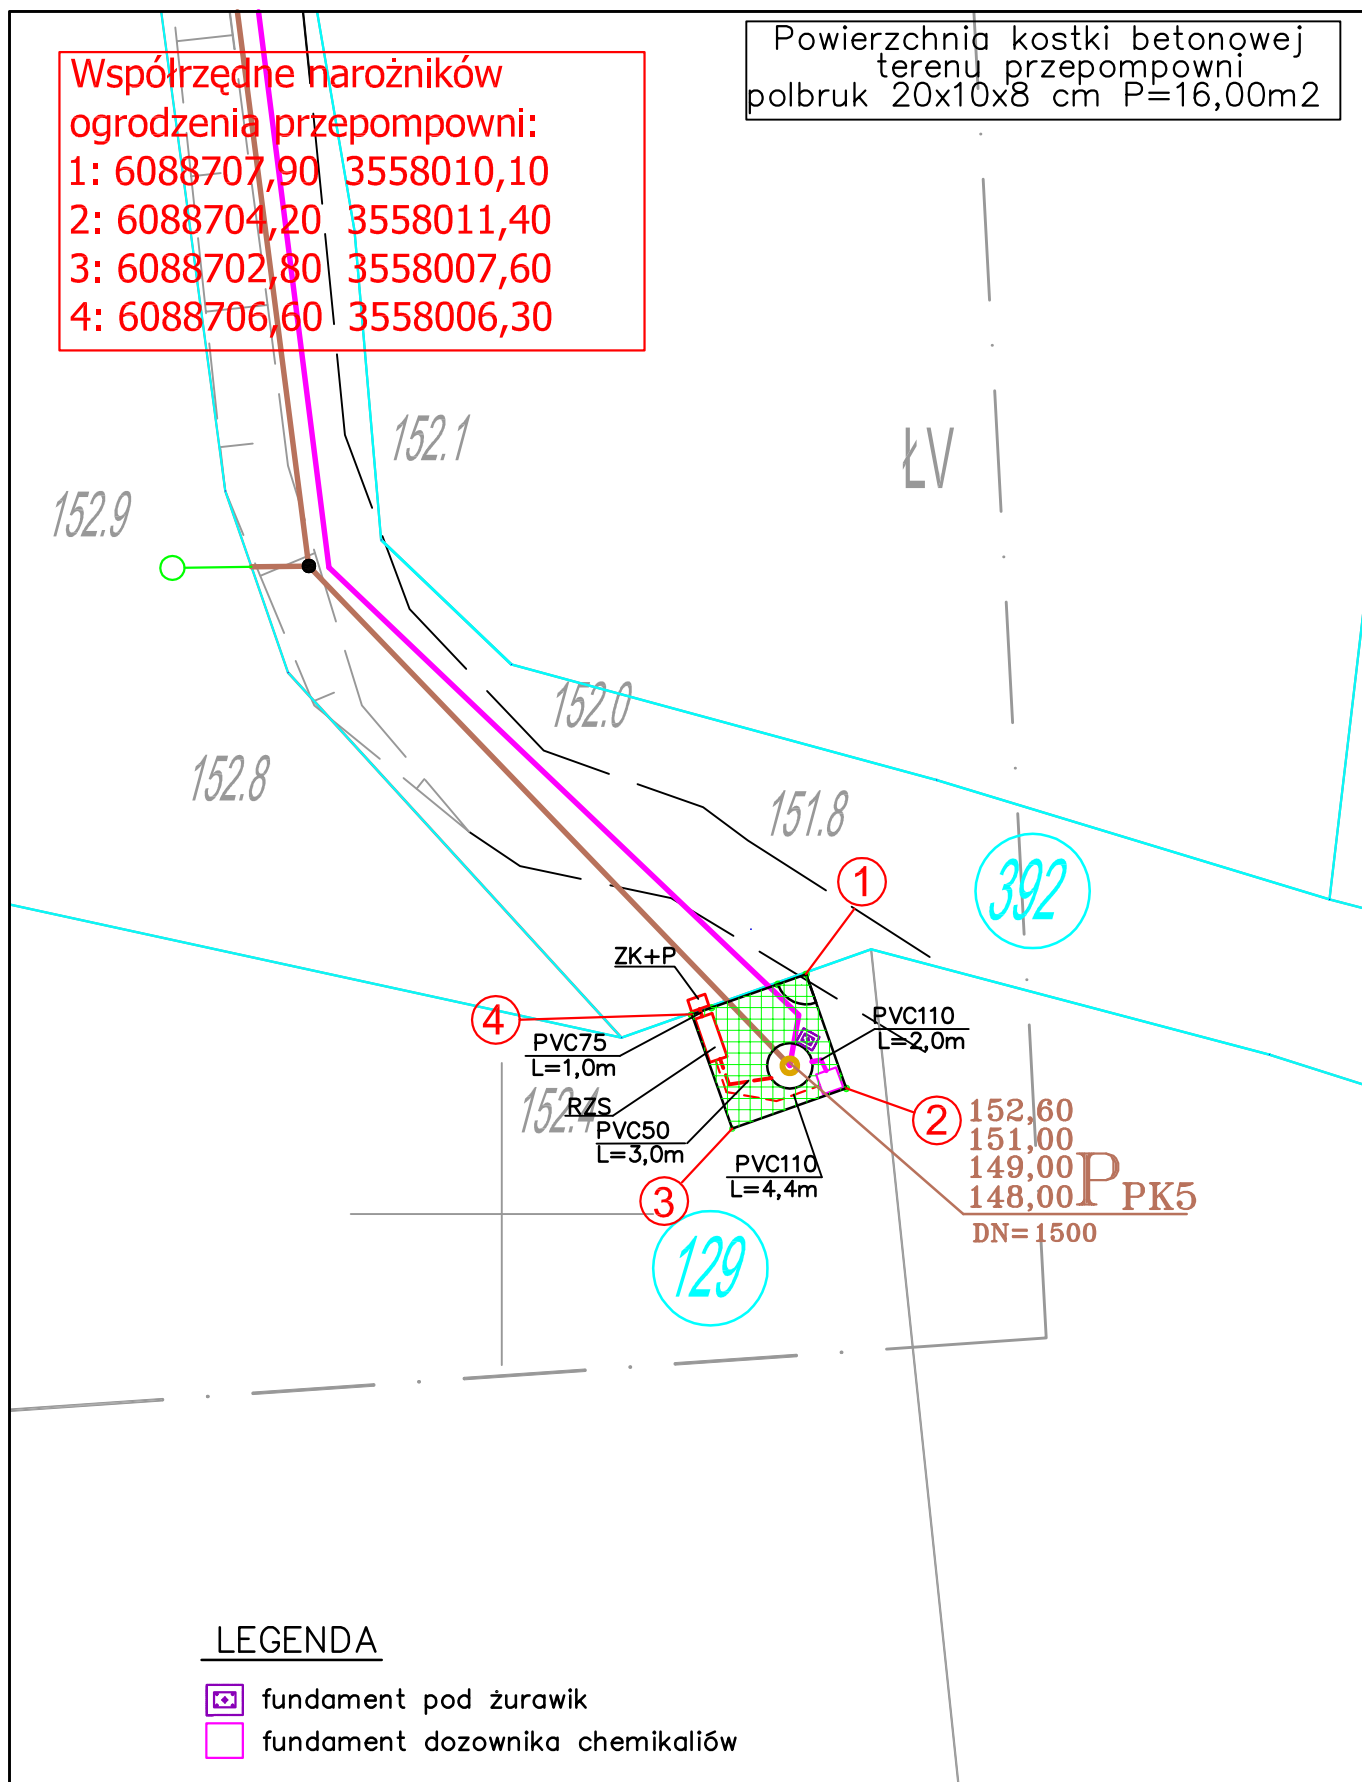 Powierzchnia kostki betonowej
terenu przepompowni
polbruk 20x10x8 cm P=16,00m2
Współrzędne narożników
ogrodzenia przepompowni:
1: 6088707,90 3558010,10
2: 6088704,20 3558011,40
3: 6088702,80 3558007,60
4: 6088706,60 3558006,30
152.1
ŁV
152.9
152.0
152.8
151.8
392
1
ZK+P
4
PVC75
L=1,0m
PVC110
L=2,0m
RZS
152.4
PVC50
L=3,0m
PVC110
L=4,4m
2
3
152,60
151,00
149,00
148,00
PPK5
DN=1500
129
LEGENDA
fundament pod żurawik
fundament dozownika chemikaliów